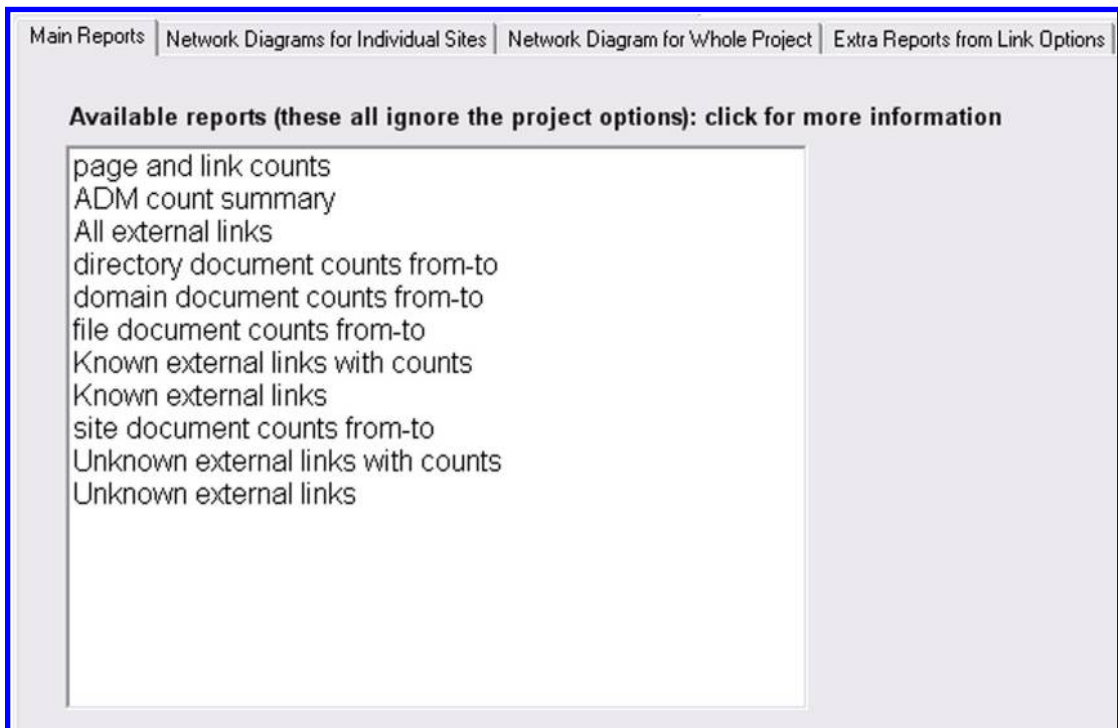 Main Reports Network Diagrams for Individual Sites Network Diagram for Whole Project Extra Reports from Link Options
Available reports (these all ignore the project options): click for more information
page and link counts
ADM count summary
All external links
directory document counts from-to
domain document counts from-to
file document counts from-to
Known external links with counts
Known external links
site document counts from-to
Unknown external links with counts
Unknown external links